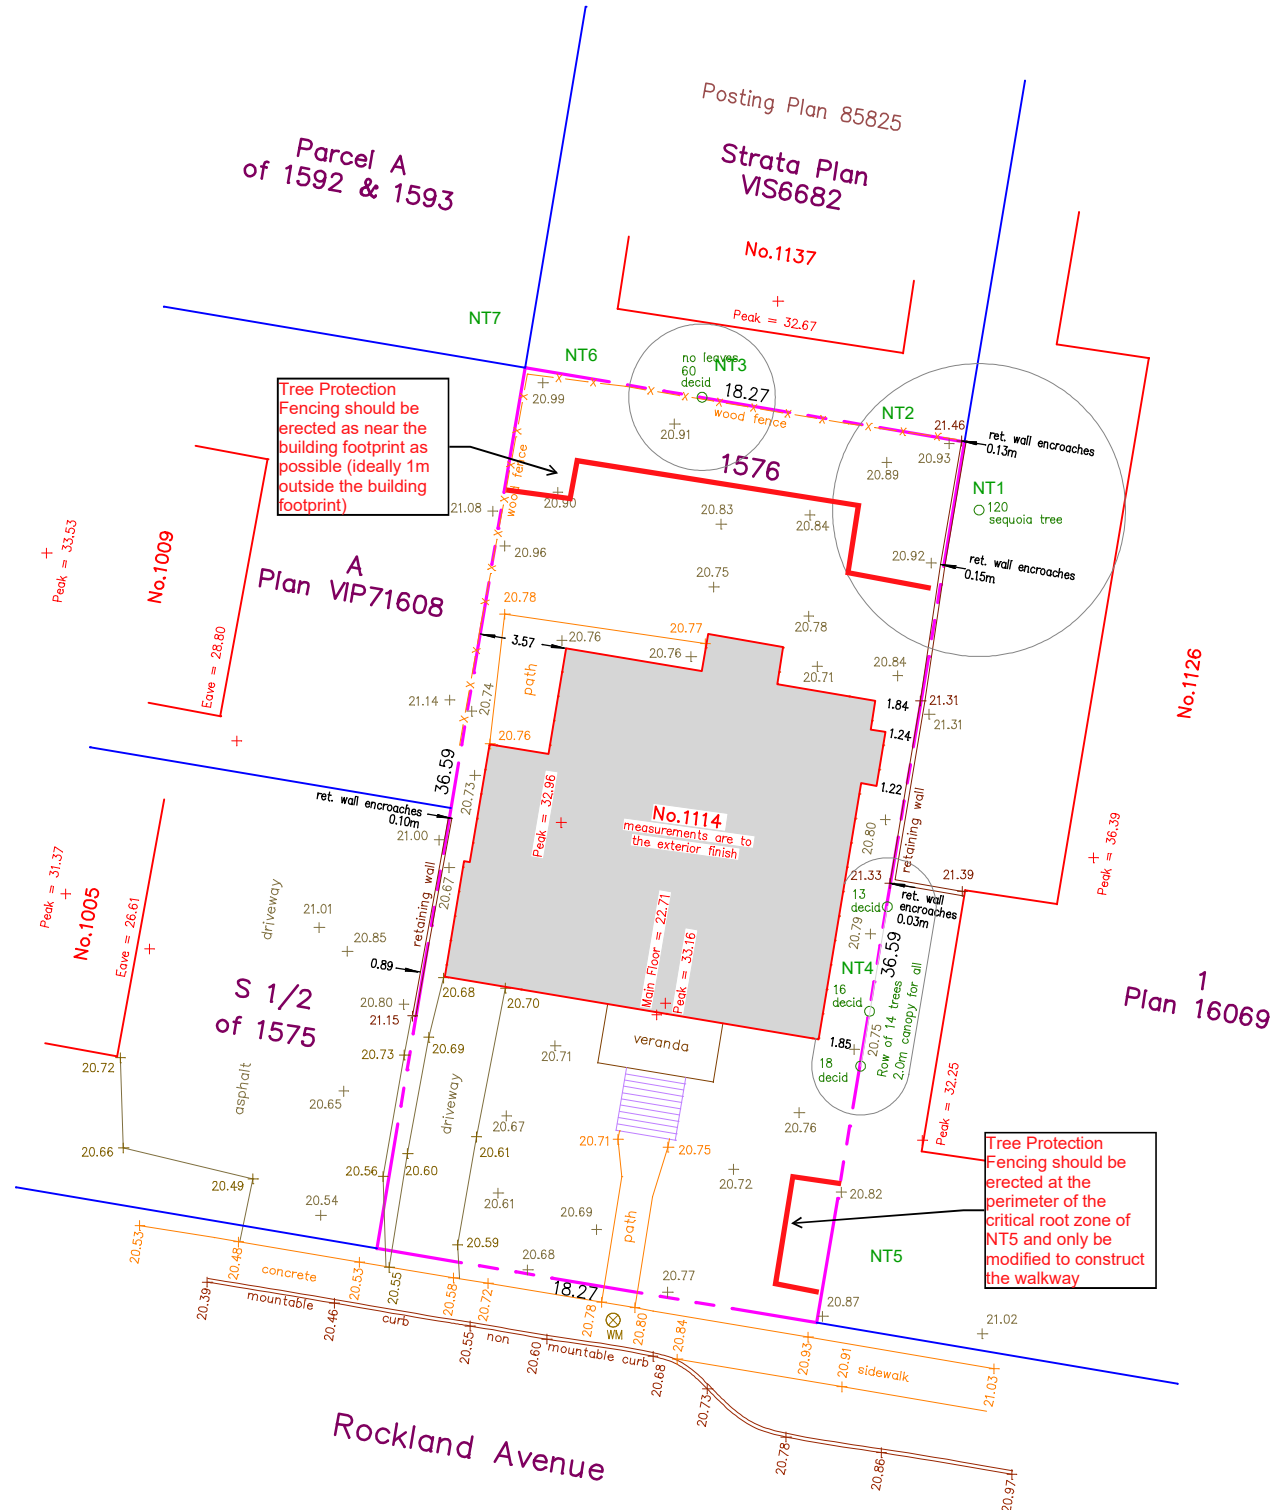 Posting Plan 85825
Parcel A
of 1592 & 1593
Strata Plan
VIS6682
No.1137
Peak = 32.67
NT7
NT6
no leaves
60
decid
NT3
18.27
wood fence
NT2
21.46
ret. wall encroaches
0.13m
20.99
20.91
20.93
20.89
Tree Protection
Fencing should be
erected as near the
building footprint as
possible (ideally 1m
outside the building
footprint)
wood fence
1576
NT1
120
sequoia tree
20.90
21.08
20.83
20.84
20.92
ret. wall encroaches
0.15m
Peak = 33.53
No.1009
A
Plan VIP71608
20.96
20.75
20.78
20.77
20.78
3.57
20.76
20.76
20.71
20.84
Eave = 28.80
path
21.14
20.74
1.84
21.31
21.31
No.1126
20.76
1.24
36.59
20.73
Peak = 32.96
1.22
ret. wall encroaches
0.10m
No.1114
measurements are to
the exterior finish
20.80
retaining wall
21.00
20.67
Peak = 31.37
No.1005
Eave = 26.61
driveway
21.01
20.85
retaining wall
0.89
21.33
21.39
Peak = 36.39
13
decid
ret. wall
encroaches
0.03m
20.79
36.59
Main Floor = 22.71
Peak = 33.16
NT4
16
decid
Row of 14 trees
2.0m canopy for all
S 1/2
of 1575
20.80
21.15
20.68
20.70
1
Plan 16069
20.72
20.73
20.69
20.71
veranda
1.85
20.75
18
decid
asphalt
20.65
driveway
20.67
20.76
Peak = 32.25
20.66
20.61
20.71
20.75
20.56
20.60
20.72
20.49
20.54
20.61
20.69
path
20.82
Tree Protection
Fencing should be
erected at the
perimeter of the
critical root zone of
NT5 and only be
modified to construct
the walkway
NT5
20.53
20.48
concrete
20.53
20.55
20.59
20.58
20.72
20.68
18.27
20.77
20.87
21.02
20.78
WM
20.80
20.84
20.93
20.91
sidewalk
21.03
20.39
mountable
20.46
curb
20.55
non
20.60
mountable curb
20.68
20.73
20.78
20.86
20.97
Rockland Avenue